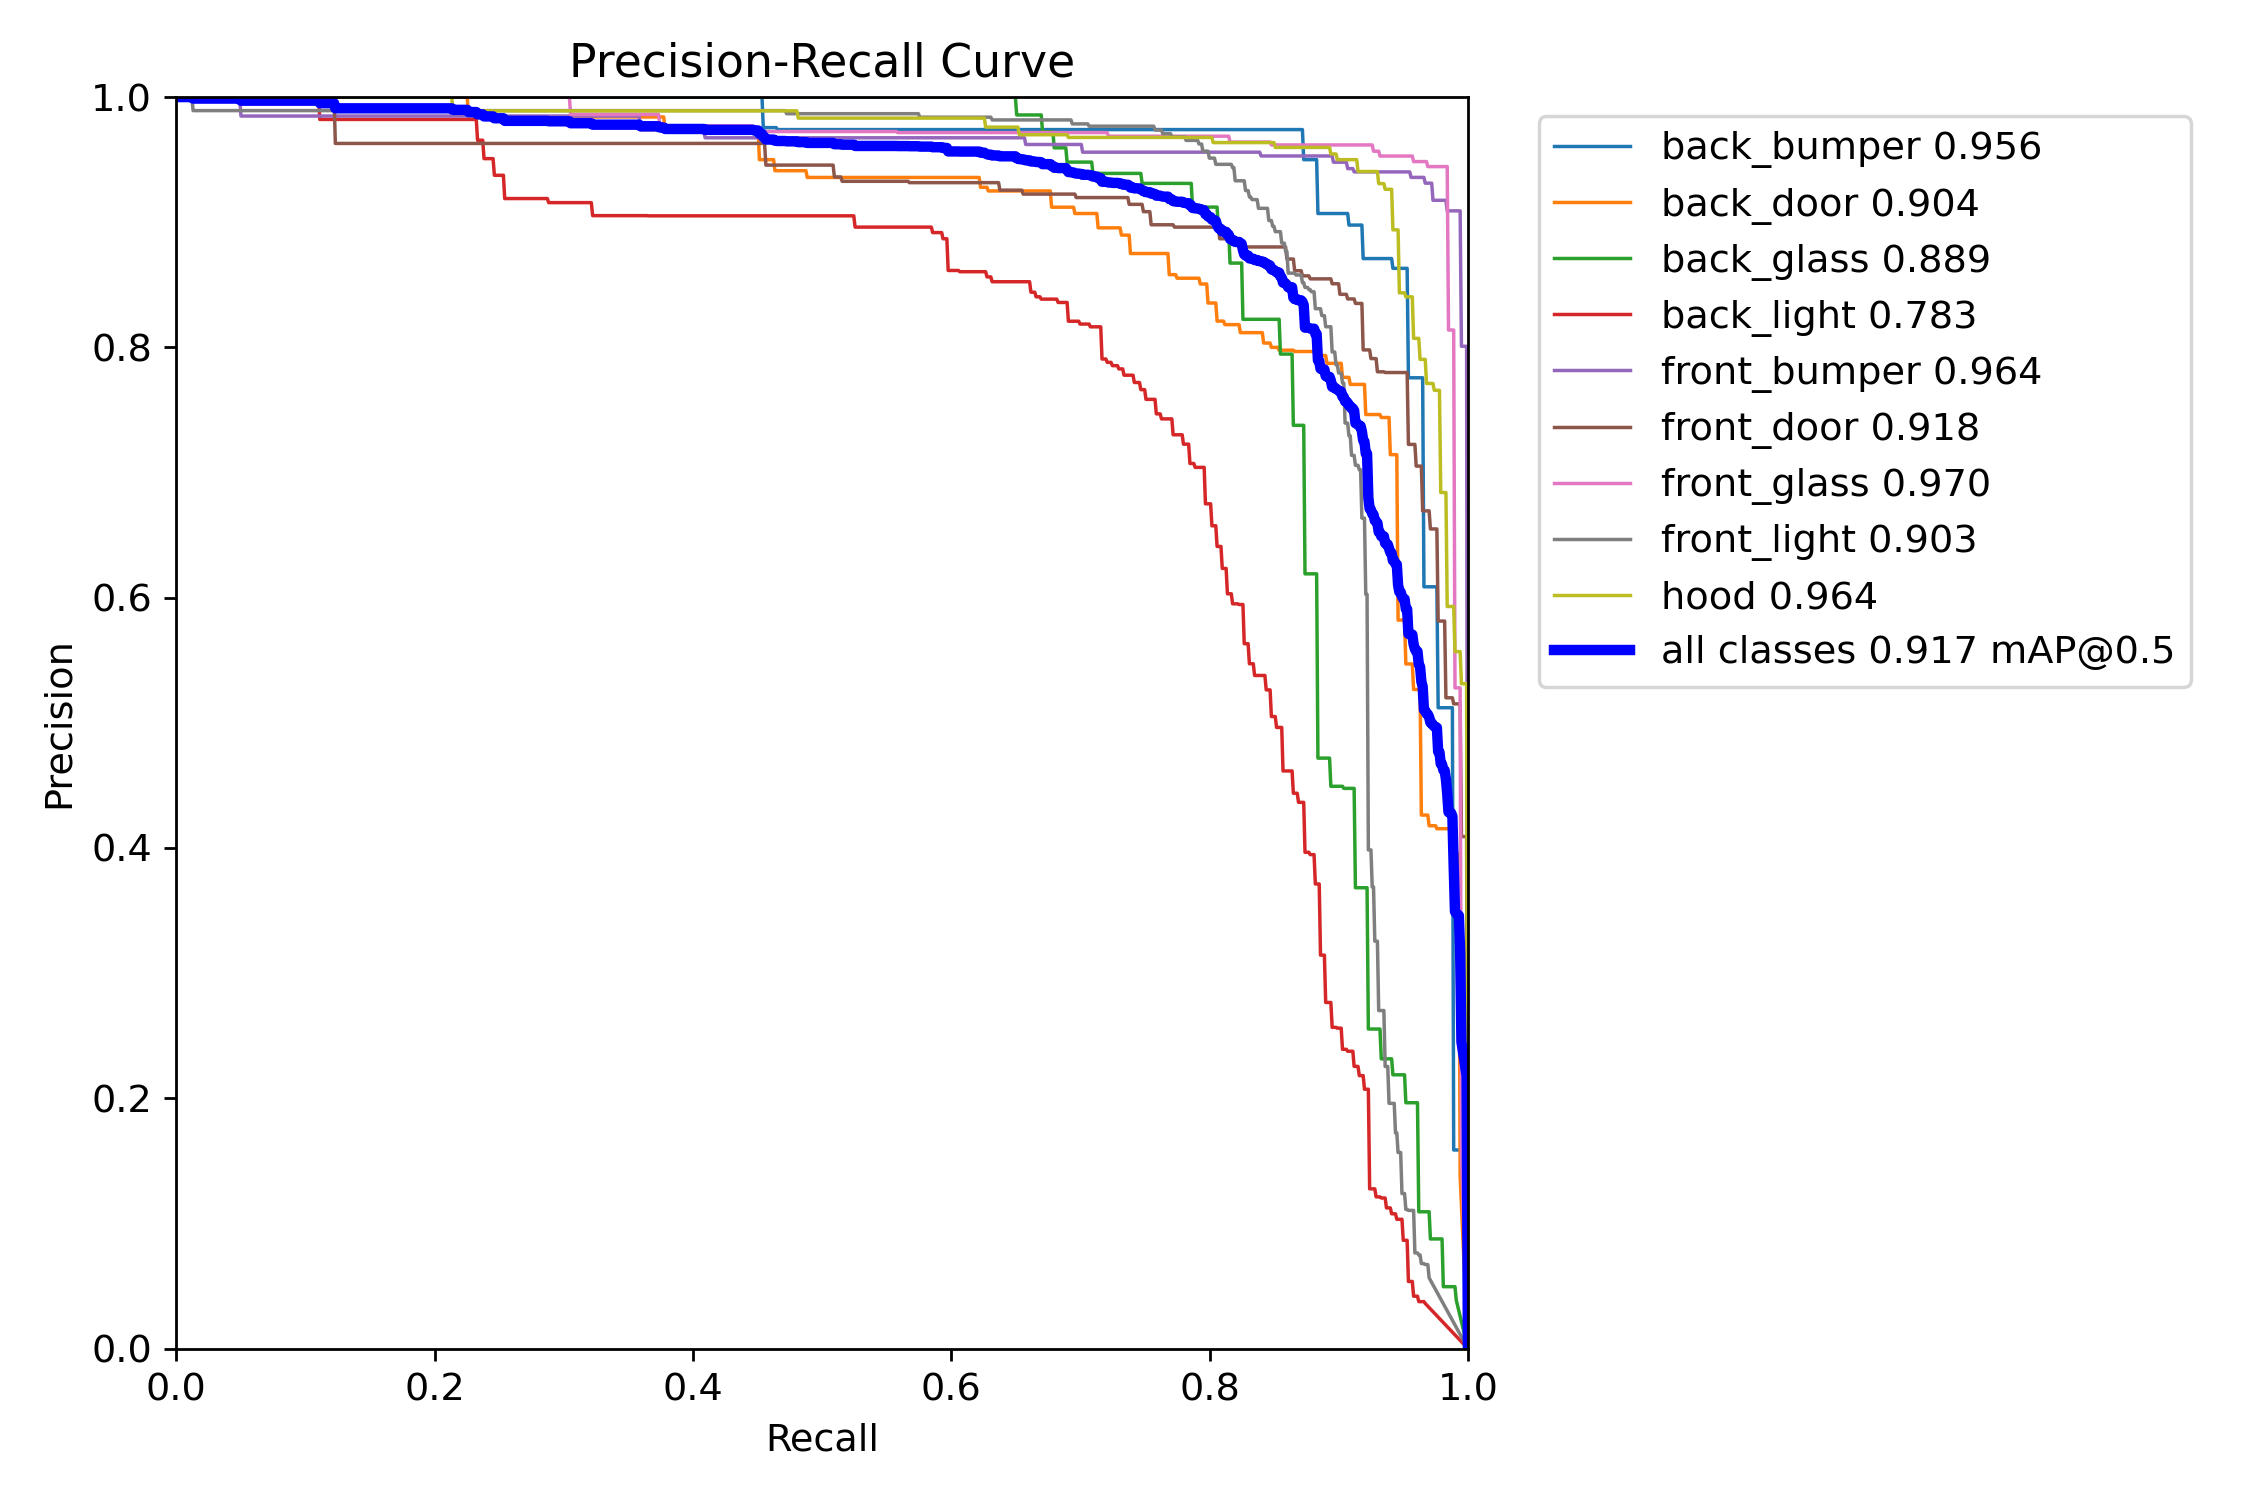 Precision-Recall Curve
1.0
0.8
0.6
0.4
0.2
0.0
Precision
0.0 0.2 0.4 0.6 0.8 1.0
Recall
back_bumper 0.956
back_door 0.904
back_glass 0.889
back_light 0.783
front_bumper 0.964
front_door 0.918
front_glass 0.970
front_light 0.903
hood 0.964
all classes 0.917 mAP@0.5